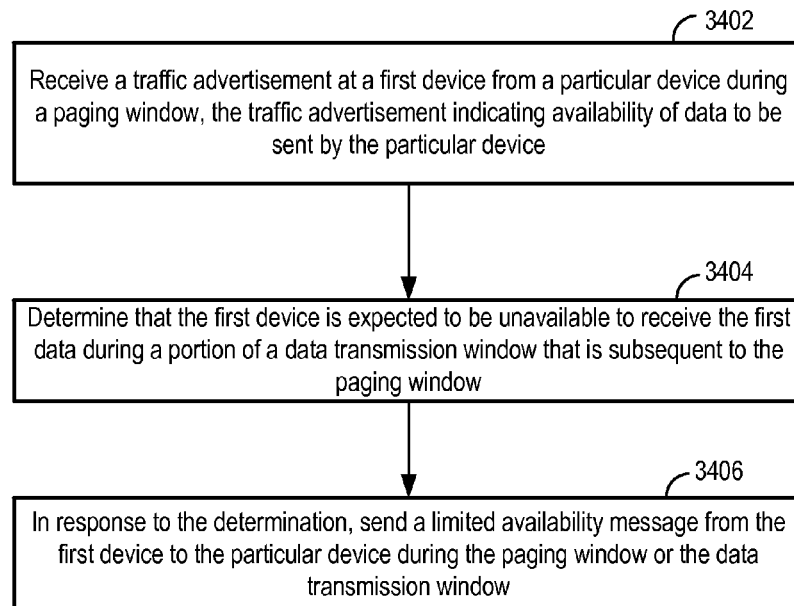 3402
Receive a traffic advertisement at a first device from a particular device during
a paging window, the traffic advertisement indicating availability of data to be
sent by the particular device
3404
Determine that the first device is expected to be unavailable to receive the first
data during a portion of a data transmission window that is subsequent to the
paging window
3406
In response to the determination, send a limited availability message from the
first device to the particular device during the paging window or the data
transmission window